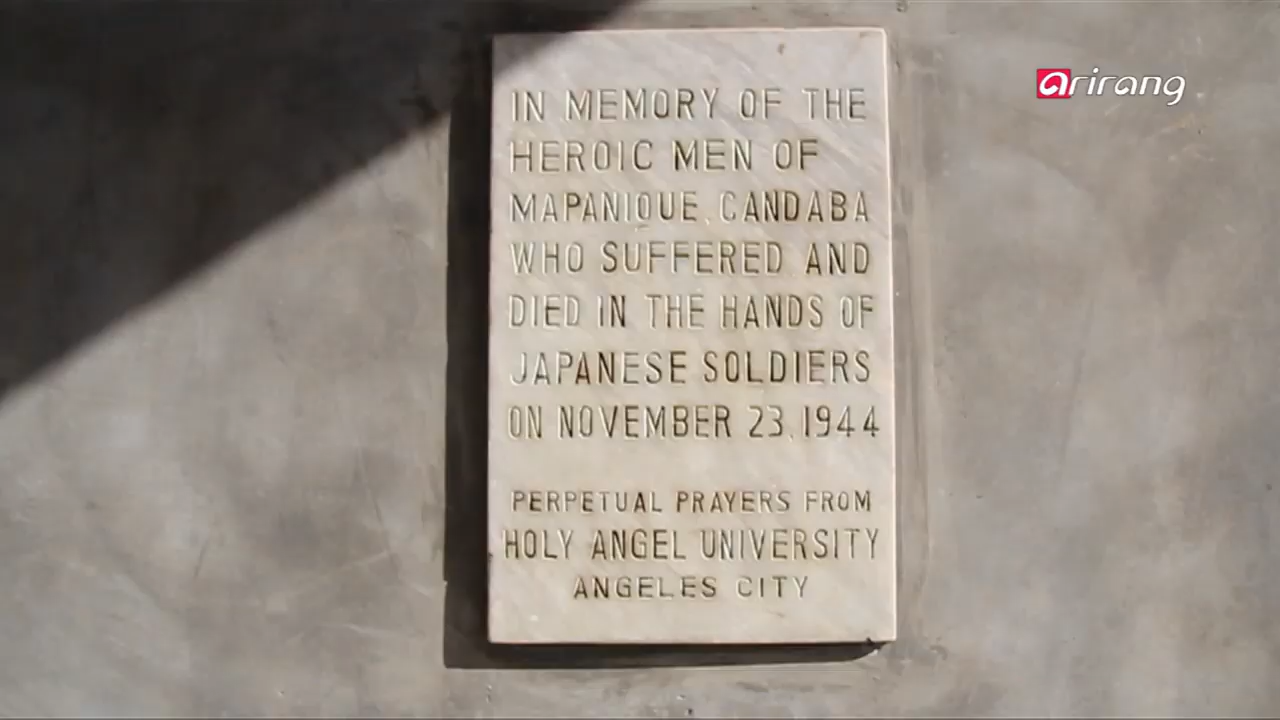 arirang
IN MEMORY OF THE
HEROIC MEN OF
MAPANIQUE, CANDABA
WHO SUFFERED AND
DIED IN THE HANDS OF
JAPANESE SOLDIERS
ON NOVEMBER 23, 1944
PERPETUAL PRAYERS FROM
HOLY ANGEL UNIVERSITY
ANGELES CITY